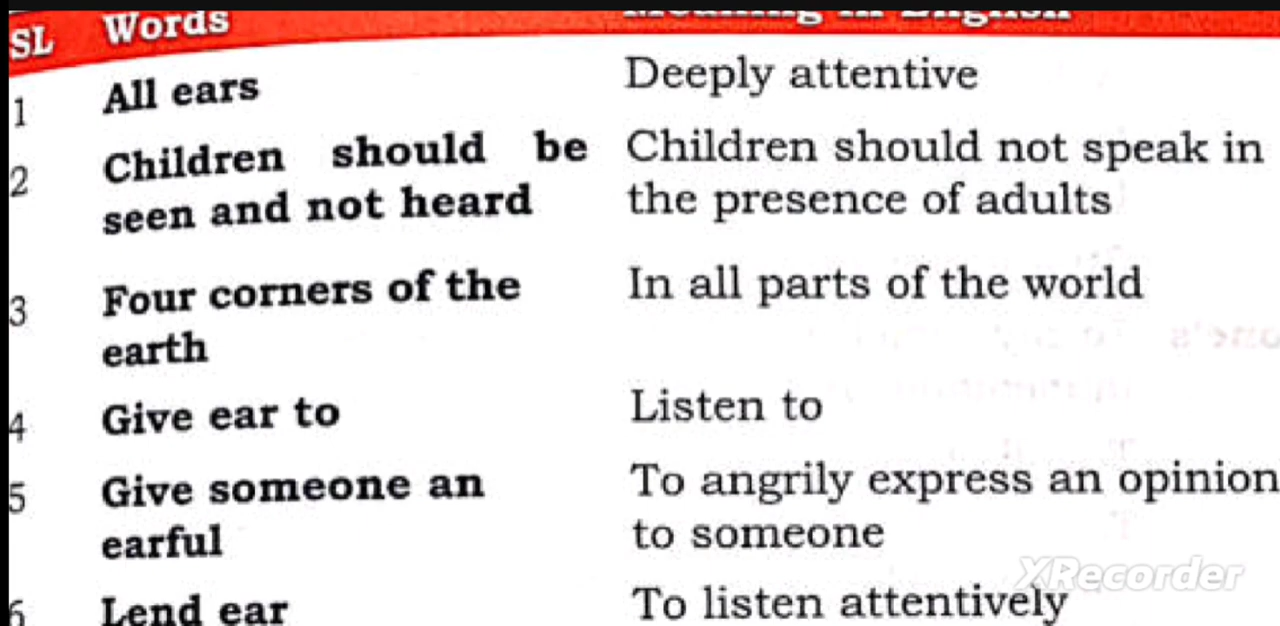 SL Words Meaning in English
1 All ears Deeply attentive
2 Children should be Children should not speak in
seen and not heard the presence of adults
3 Four corners of the In all parts of the world
earth
4 Give ear to Listen to
5 Give someone an To angrily express an opinion
earful to someone
6 Lend ear To listen attentively
XRecorder